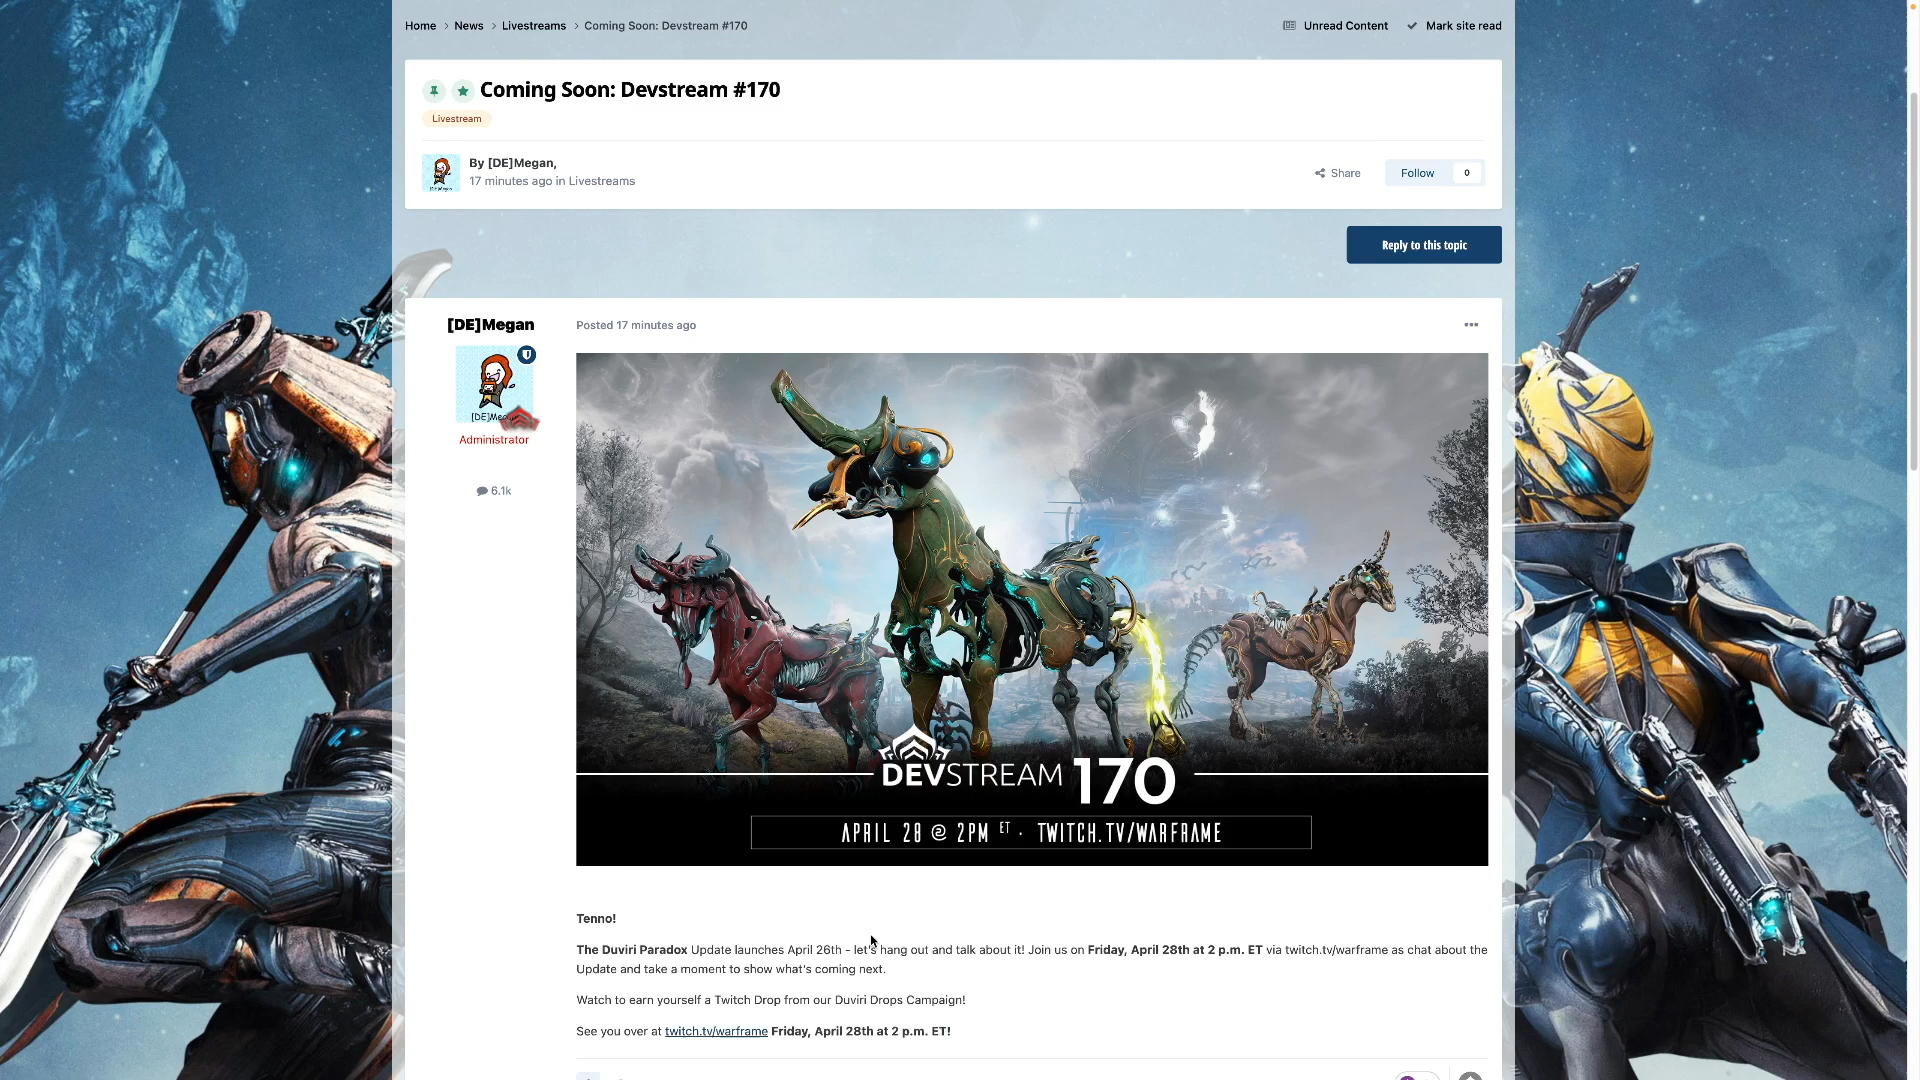 Home > News > Livestreams > Coming Soon: Devstream #170
Unread Content Mark site read
Coming Soon: Devstream #170
Livestream
By [DE]Megan,
17 minutes ago in Livestreams
Share
Follow 0
Reply to this topic
[DE]Megan
Posted 17 minutes ago
Administrator
6.1k
DEVSTREAM 170
APRIL 28 @ 2PM ET · TWITCH.TV/WARFRAME
Tenno!
The Duviri Paradox Update launches April 26th - let's hang out and talk about it! Join us on Friday, April 28th at 2 p.m. ET via twitch.tv/warframe as chat about the
Update and take a moment to show what's coming next.
Watch to earn yourself a Twitch Drop from our Duviri Drops Campaign!
See you over at twitch.tv/warframe Friday, April 28th at 2 p.m. ET!